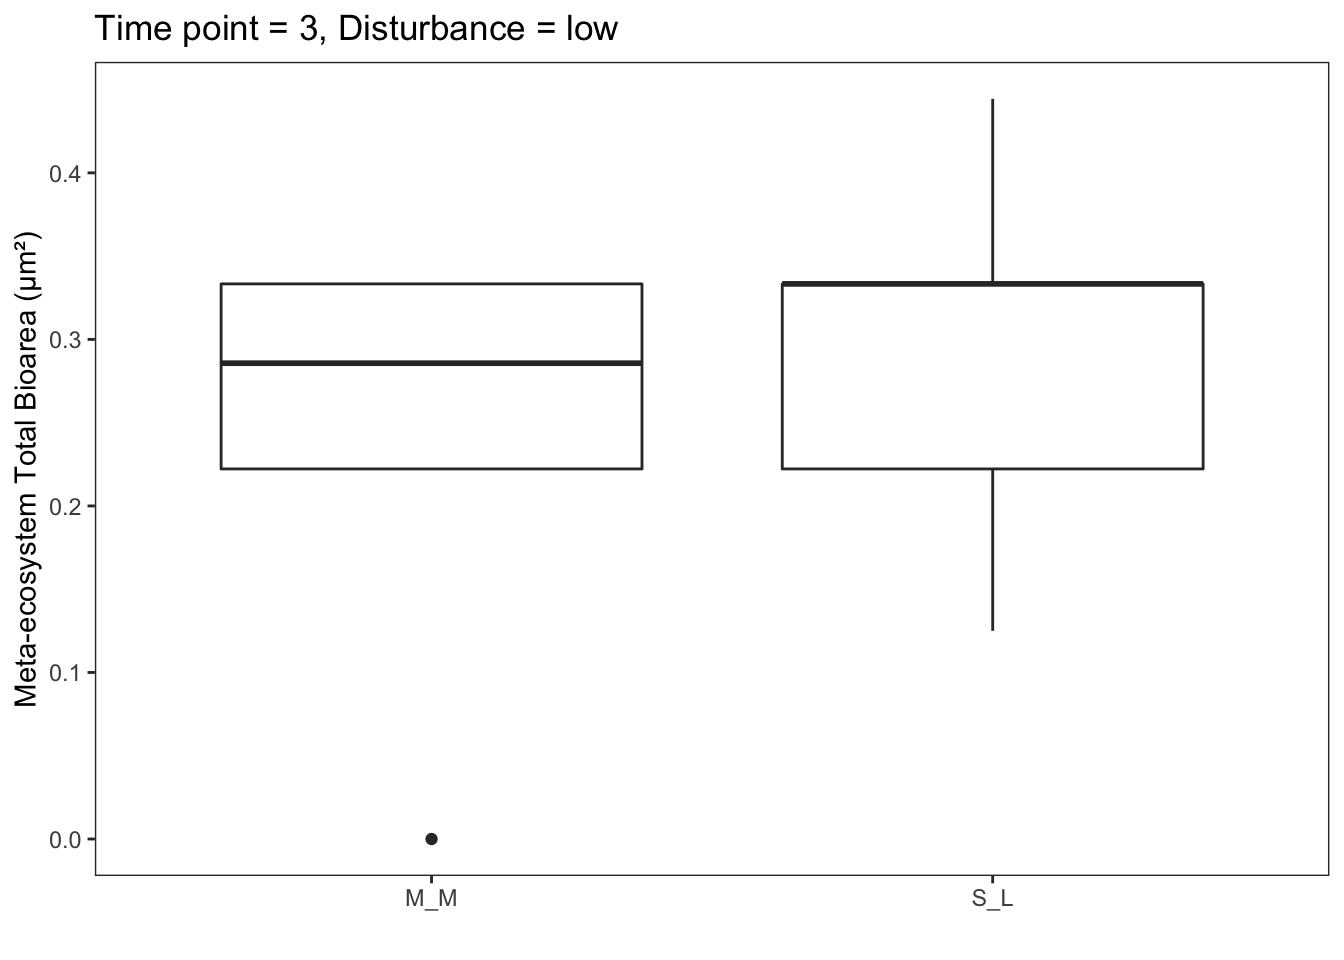 Time point = 3, Disturbance = low
Meta-ecosystem Total Bioarea (μm²)
0.4
0.3
0.2
0.1
0.0
M_M
S_L